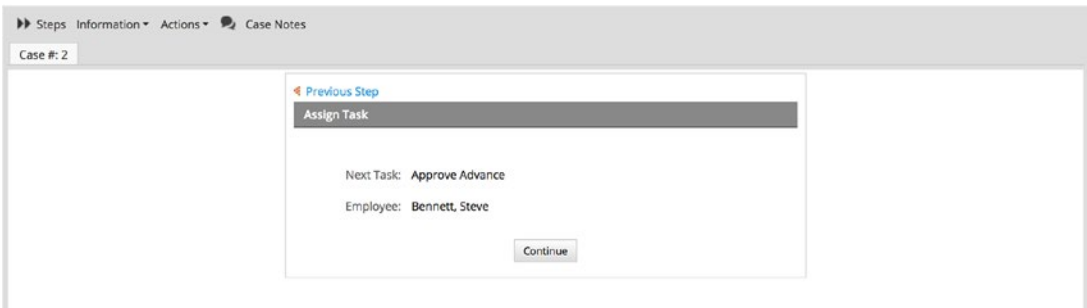 Steps Information Actions Case Notes
Case #: 2
Previous Step
Assign Task
Next Task: Approve Advance
Employee: Bennett, Steve
Continue